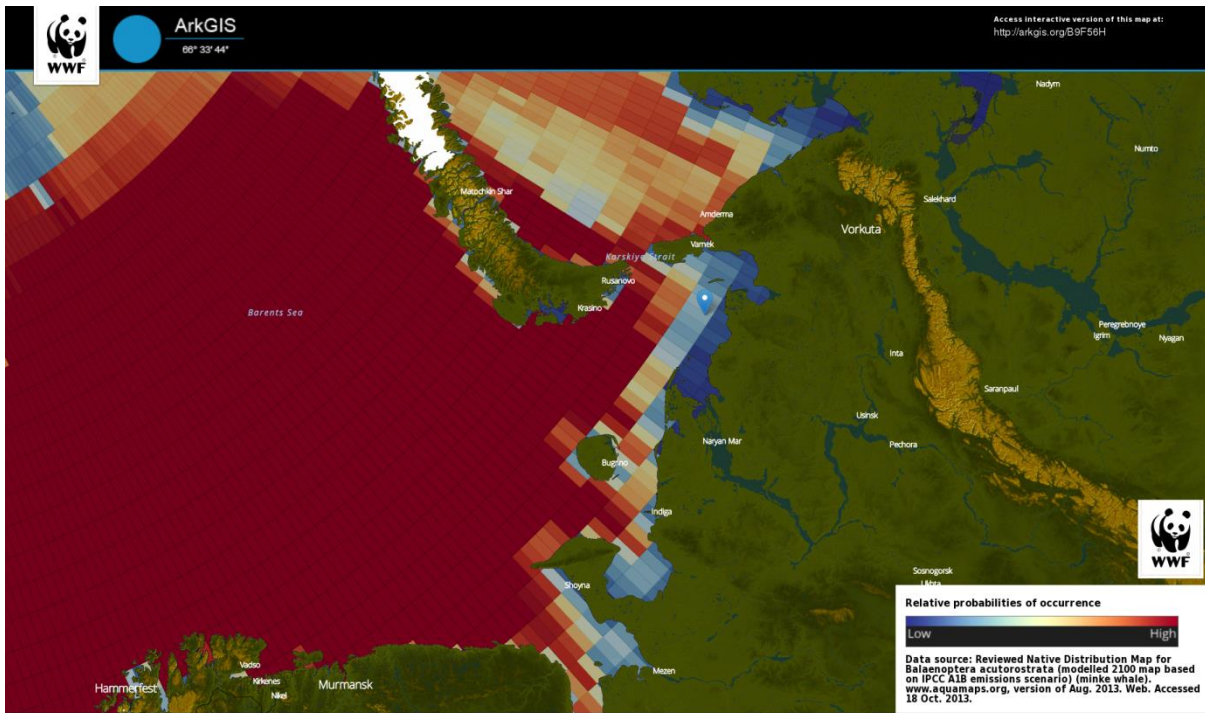 WWF
ArkGIS
66° 33' 44"
Access interactive version of this map at:
http://arkgis.org/B9F56H
Nadym
Numto
Matochkin Shar
Salekhard
Amderma
Vorkuta
Varnek
Karskiye Strait
Rusanovo
Krasino
Barents Sea
Peregrebnoye
Igrim
Nyagan
Inta
Saranpaul
Usinsk
Naryan Mar
Pechora
Bugrino
Indiga
WWF
Sosnogorsk
Ukhta
Shoyna
Relative probabilities of occurrence
Low High
Data source: Reviewed Native Distribution Map for
Balaenoptera acutorostrata (modelled 2100 map based
on IPCC A1B emissions scenario) (minke whale).
www.aquamaps.org, version of Aug. 2013. Web. Accessed
18 Oct. 2013.
Vadso
Mezen
Kirkenes
Hammerfest
Murmansk
Nikel